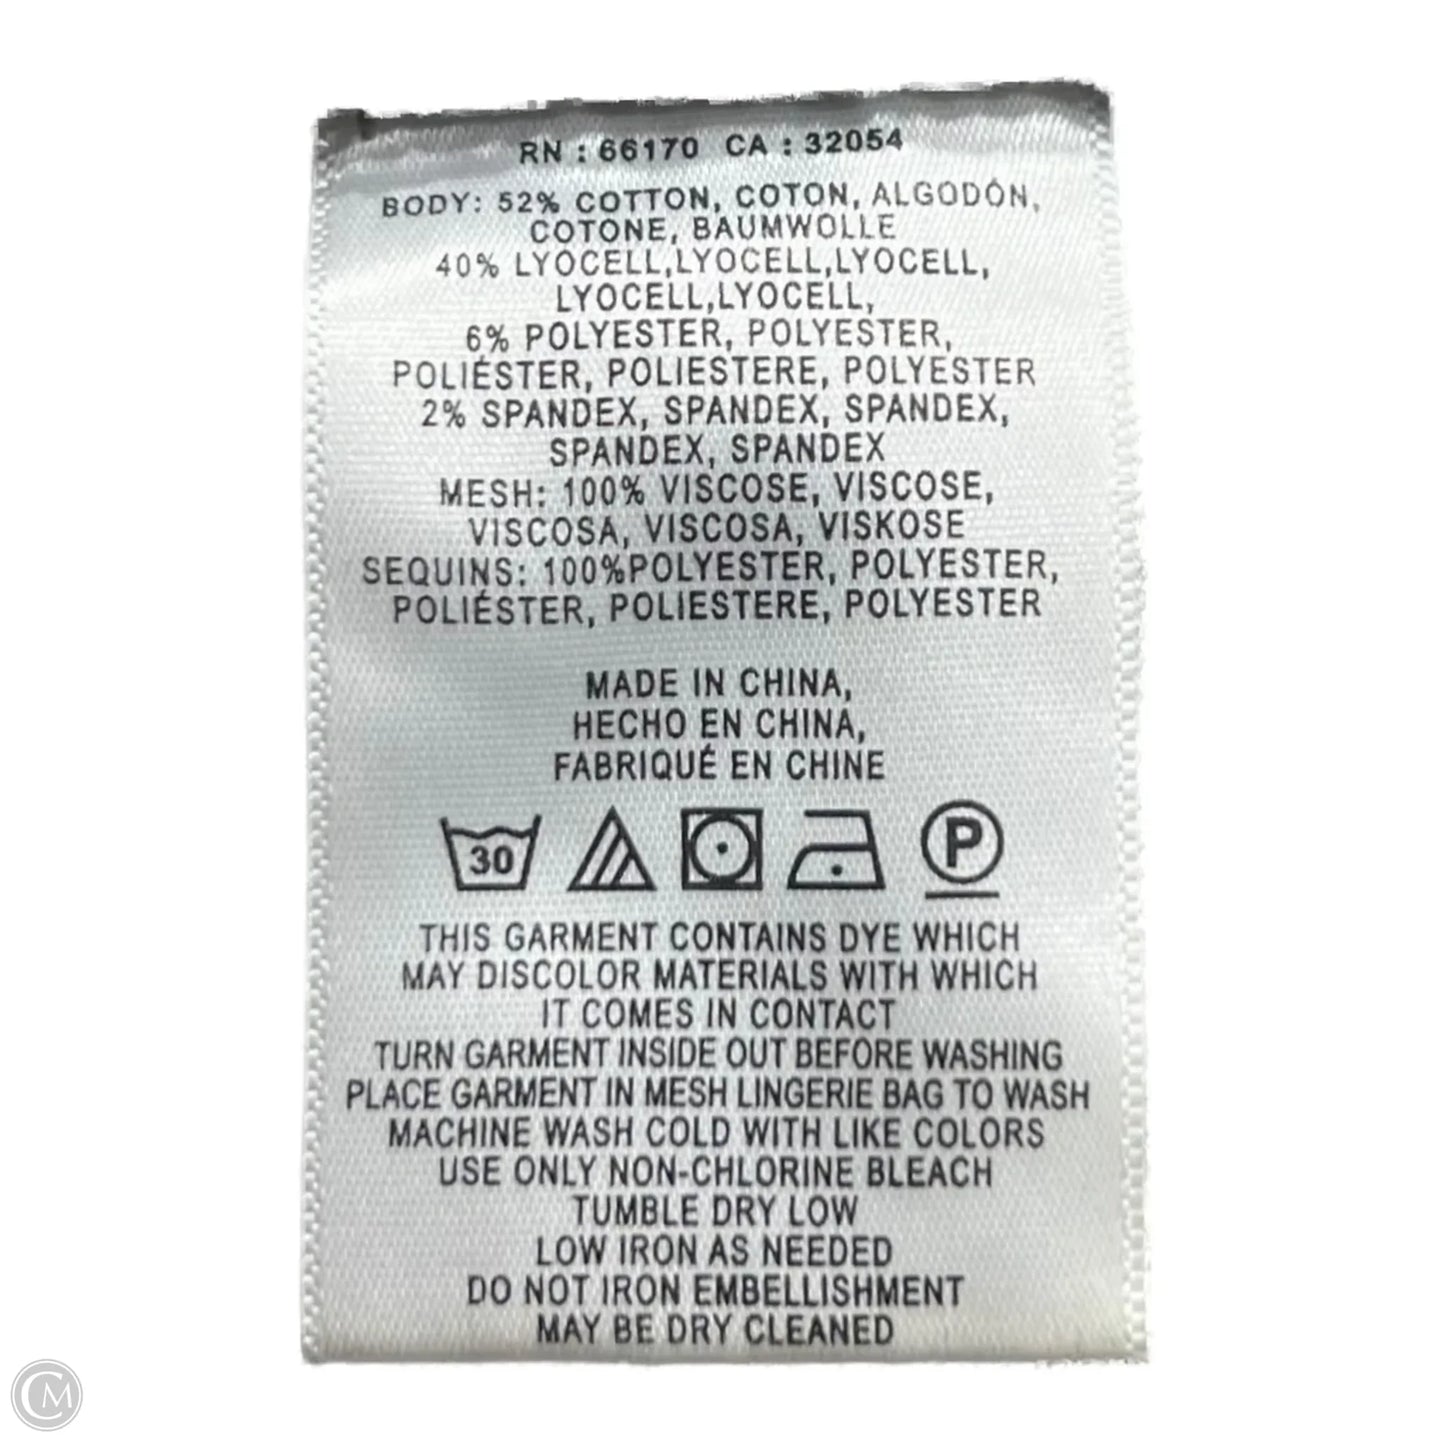 RN : 66170 CA : 32054
BODY: 52% COTTON, COTON, ALGODÓN,
COTONE, BAUMWOLLE
40% LYOCELL,LYOCELL,LYOCELL,
LYOCELL,LYOCELL,
6% POLYESTER, POLYESTER,
POLIÉSTER, POLIESTERE, POLYESTER
2% SPANDEX, SPANDEX, SPANDEX,
SPANDEX, SPANDEX
MESH: 100% VISCOSE, VISCOSE,
VISCOSA, VISCOSA, VISKOSE
SEQUINS: 100%POLYESTER, POLYESTER,
POLIÉSTER, POLIESTERE, POLYESTER
MADE IN CHINA,
HECHO EN CHINA,
FABRIQUÉ EN CHINE
30 P
THIS GARMENT CONTAINS DYE WHICH
MAY DISCOLOR MATERIALS WITH WHICH
IT COMES IN CONTACT
TURN GARMENT INSIDE OUT BEFORE WASHING
PLACE GARMENT IN MESH LINGERIE BAG TO WASH
MACHINE WASH COLD WITH LIKE COLORS
USE ONLY NON-CHLORINE BLEACH
TUMBLE DRY LOW
LOW IRON AS NEEDED
DO NOT IRON EMBELLISHMENT
MAY BE DRY CLEANED
CM